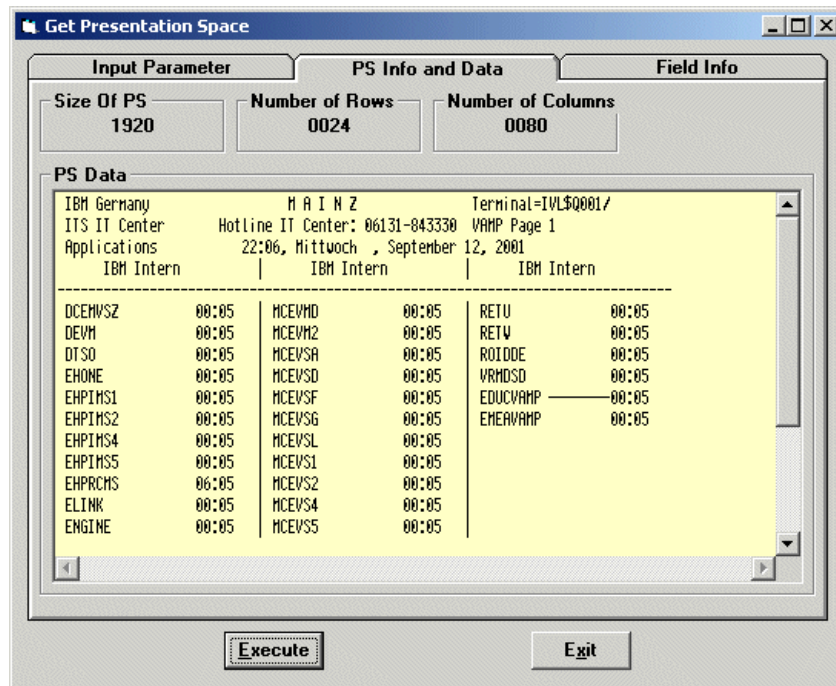 Get Presentation Space
Input Parameter PS Info and Data Field Info
Size Of PS Number of Rows Number of Columns
1920 0024 0080
PS Data
IBM Germany M A I N Z Terminal=IVL$Q001/
ITS IT Center Hotline IT Center: 06131-843330 VAMP Page 1
Applications 22:06, Mittwoch , September 12, 2001
IBM Intern | IBM Intern | IBM Intern
--------------------------------------------------------------------------------
DCEMVSZ 00:05 | MCEVMD 00:05 | RETU 00:05
DEVM 00:05 | MCEVM2 00:05 | RETW 00:05
DTSO 00:05 | MCEVSA 00:05 | ROIDDE 00:05
EHONE 00:05 | MCEVSD 00:05 | VRMDSD 00:05
EHPIMS1 00:05 | MCEVSF 00:05 | EDUCVAMP ———00:05
EHPIMS2 00:05 | MCEVSG 00:05 | EMEAVAMP 00:05
EHPIMS4 00:05 | MCEVSL 00:05 |
EHPIMS5 00:05 | MCEVS1 00:05 |
EHPRCMS 06:05 | MCEVS2 00:05 |
ELINK 00:05 | MCEVS4 00:05 |
ENGINE 00:05 | MCEVS5 00:05 |
Execute Exit